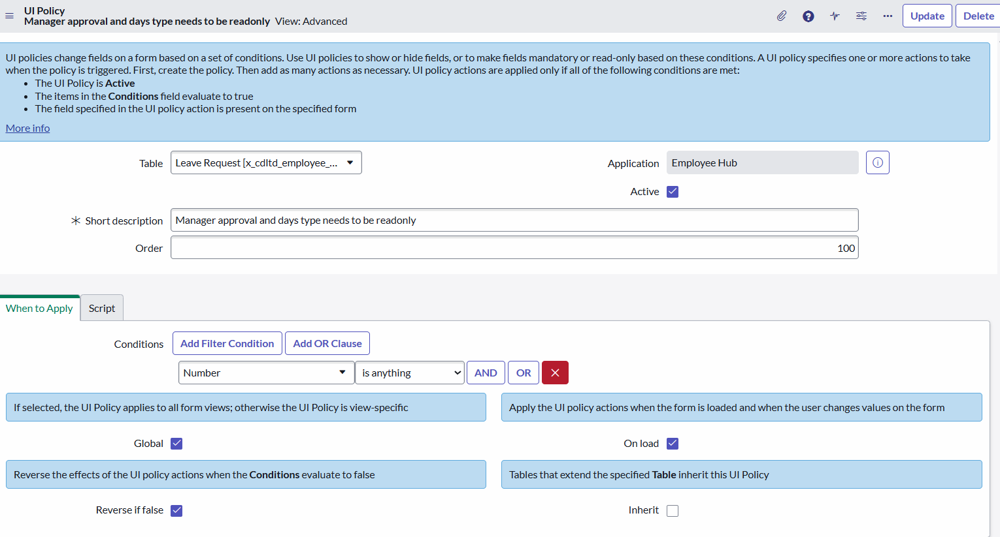 UI Policy
Manager approval and days type needs to be readonly View: Advanced
Update
Delete
UI policies change fields on a form based on a set of conditions. Use UI policies to show or hide fields, or to make fields mandatory or read-only based on these conditions. A UI policy specifies one or more actions to take
when the policy is triggered. First, create the policy. Then add as many actions as necessary. UI policy actions are applied only if all of the following conditions are met:
• The UI Policy is Active
• The items in the Conditions field evaluate to true
• The field specified in the UI policy action is present on the specified form
More info
Table
Leave Request [x_cdltd_employee_...
Application
Employee Hub
Active
Short description
Manager approval and days type needs to be readonly
Order
100
When to Apply
Script
Conditions
Add Filter Condition
Add OR Clause
Number
is anything
AND
OR
If selected, the UI Policy applies to all form views; otherwise the UI Policy is view-specific
Apply the UI policy actions when the form is loaded and when the user changes values on the form
Global
On load
Reverse the effects of the UI policy actions when the Conditions evaluate to false
Tables that extend the specified Table inherit this UI Policy
Reverse if false
Inherit